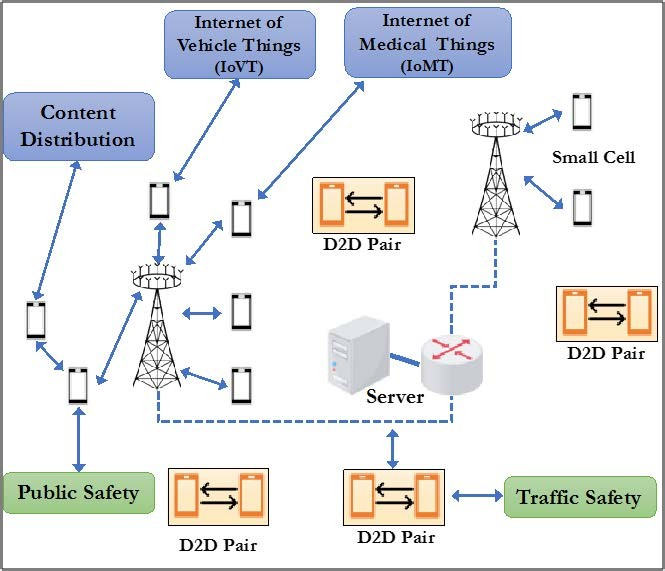 Internet of
Vehicle Things
(IoVT)
Internet of
Medical Things
(IoMT)
Content
Distribution
Small Cell
D2D Pair
D2D Pair
Server
Public Safety
Traffic Safety
D2D Pair
D2D Pair